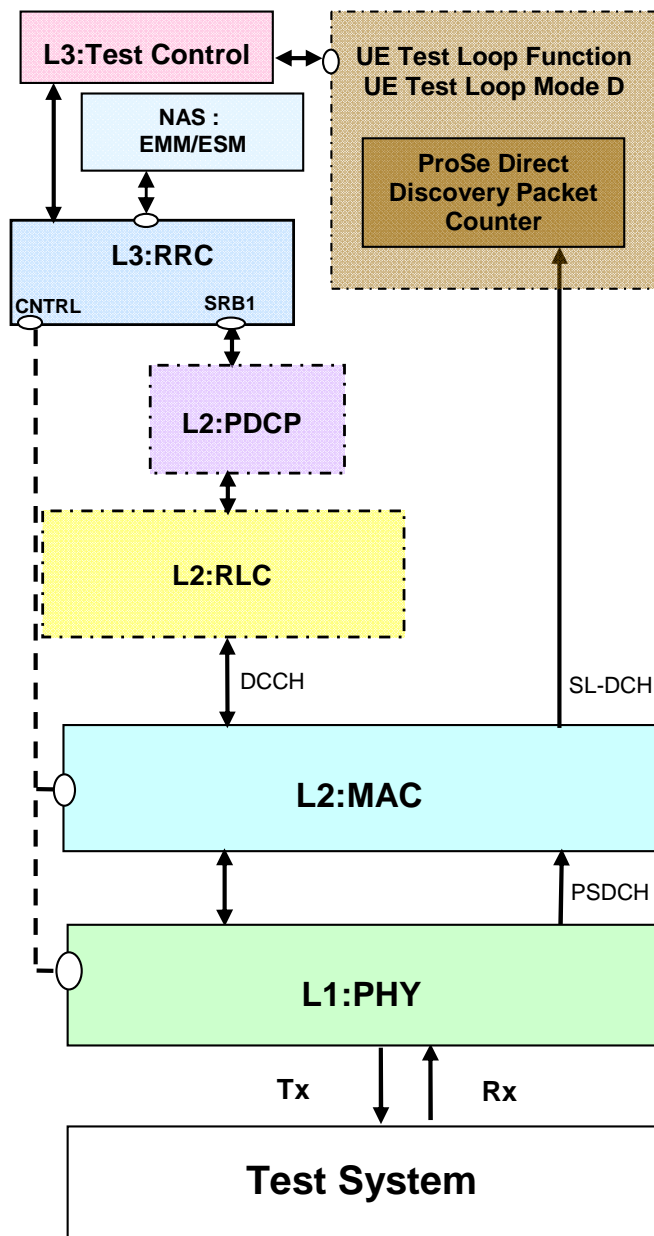 L3:Test Control
UE Test Loop Function
UE Test Loop Mode D
NAS :
EMM/ESM
ProSe Direct
Discovery Packet
Counter
L3:RRC
CNTRL
SRB1
L2:PDCP
L2:RLC
DCCH
SL-DCH
L2:MAC
PSDCH
L1:PHY
Tx
Rx
Test System